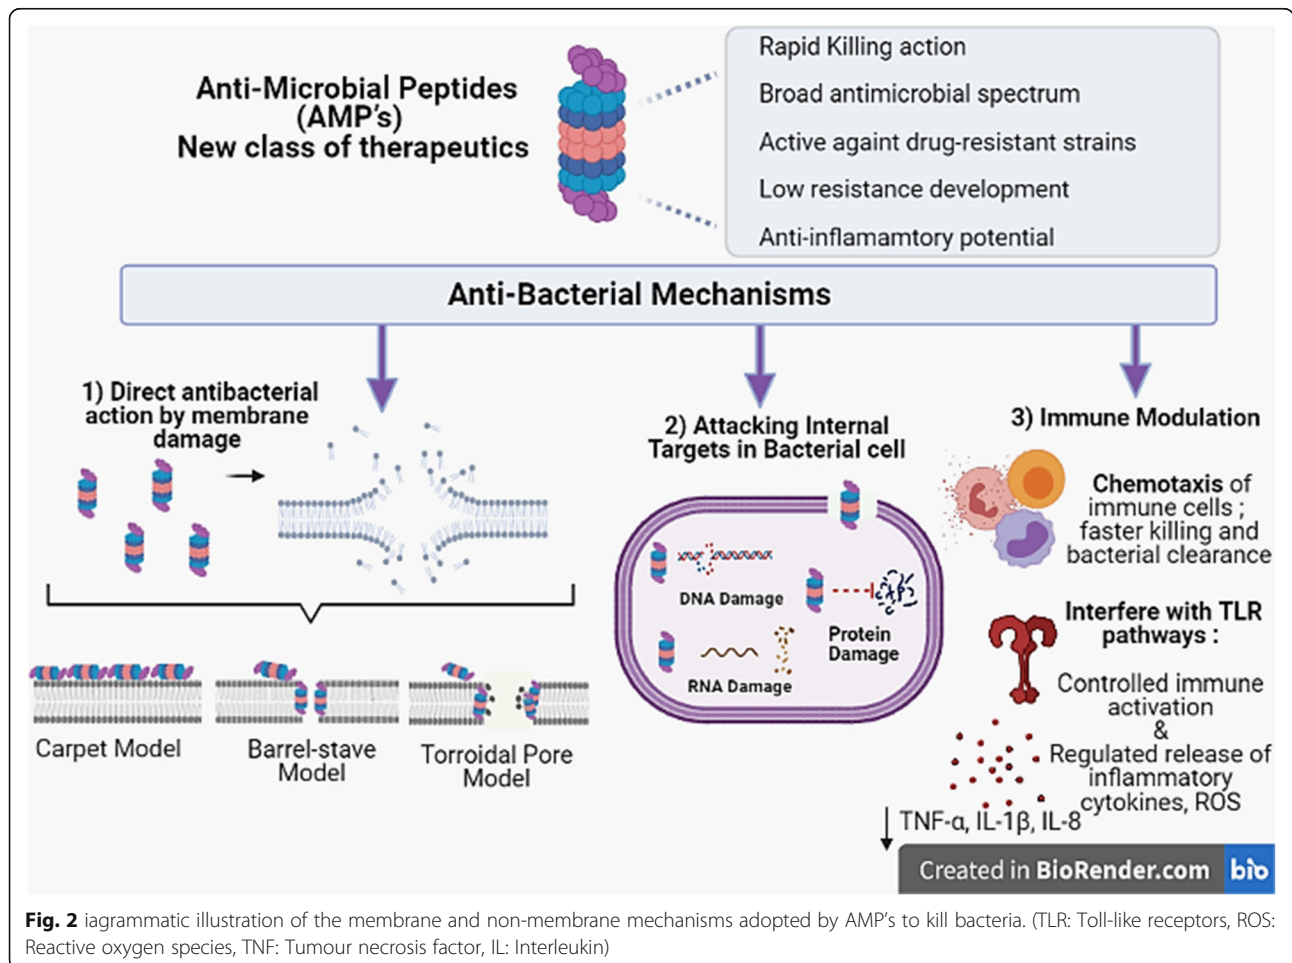 Anti-Microbial Peptides
(AMP's)
New class of therapeutics
Rapid Killing action
Broad antimicrobial spectrum
Active againt drug-resistant strains
Low resistance development
Anti-inflamamtory potential
Anti-Bacterial Mechanisms
1) Direct antibacterial
action by membrane
damage
Carpet Model
Barrel-stave
Model
Torroidal Pore
Model
2) Attacking Internal
Targets in Bacterial cell
DNA Damage
Protein
Damage
RNA Damage
3) Immune Modulation
Chemotaxis of
immune cells ;
faster killing and
bacterial clearance
Interfere with TLR
pathways :
Controlled immune
activation
&
Regulated release of
inflammatory
cytokines, ROS
TNF-α, IL-1β, IL-8
Created in BioRender.com bio
Fig. 2 iagrammatic illustration of the membrane and non-membrane mechanisms adopted by AMP's to kill bacteria. (TLR: Toll-like receptors, ROS:
Reactive oxygen species, TNF: Tumour necrosis factor, IL: Interleukin)